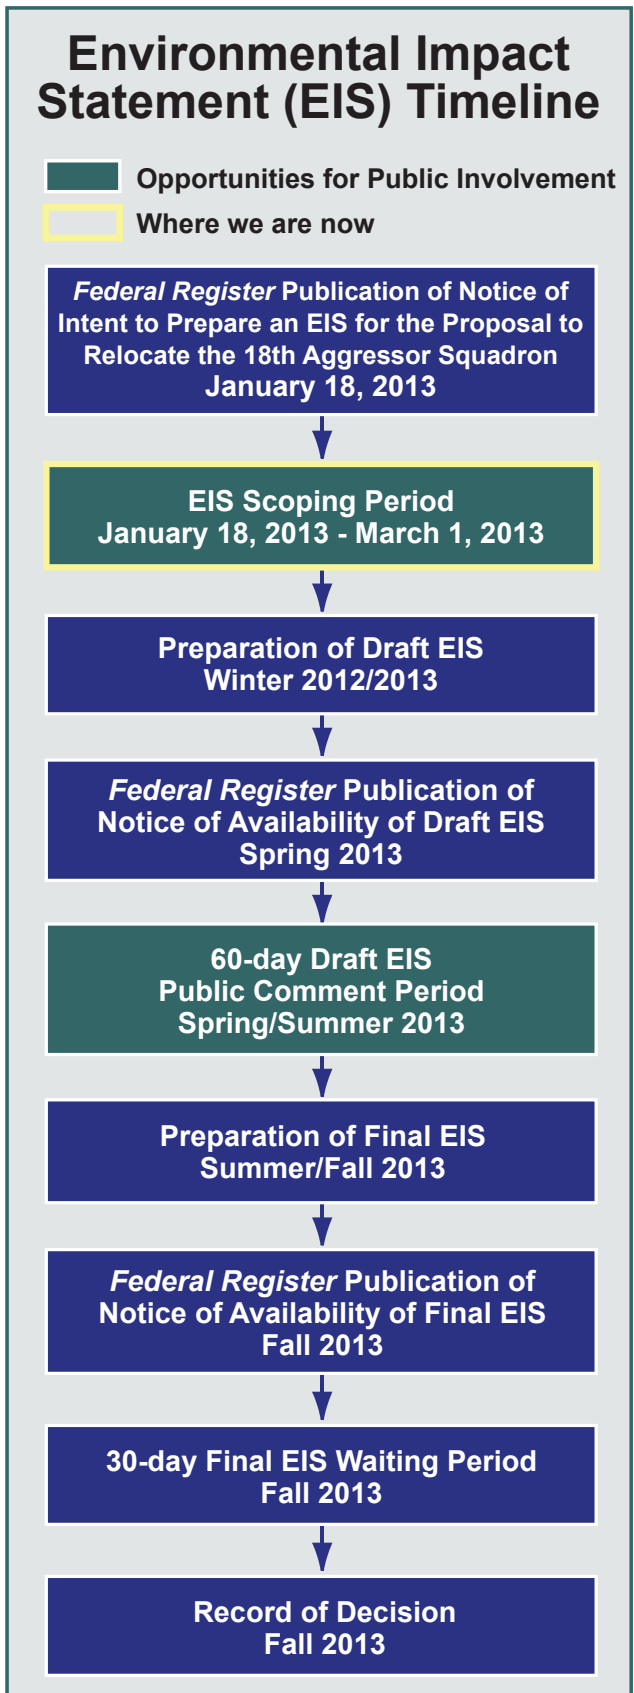 Environmental Impact
Statement (EIS) Timeline
Opportunities for Public Involvement
Where we are now
Federal Register Publication of Notice of
Intent to Prepare an EIS for the Proposal to
Relocate the 18th Aggressor Squadron
January 18, 2013
EIS Scoping Period
January 18, 2013 - March 1, 2013
Preparation of Draft EIS
Winter 2012/2013
Federal Register Publication of
Notice of Availability of Draft EIS
Spring 2013
60-day Draft EIS
Public Comment Period
Spring/Summer 2013
Preparation of Final EIS
Summer/Fall 2013
Federal Register Publication of
Notice of Availability of Final EIS
Fall 2013
30-day Final EIS Waiting Period
Fall 2013
Record of Decision
Fall 2013